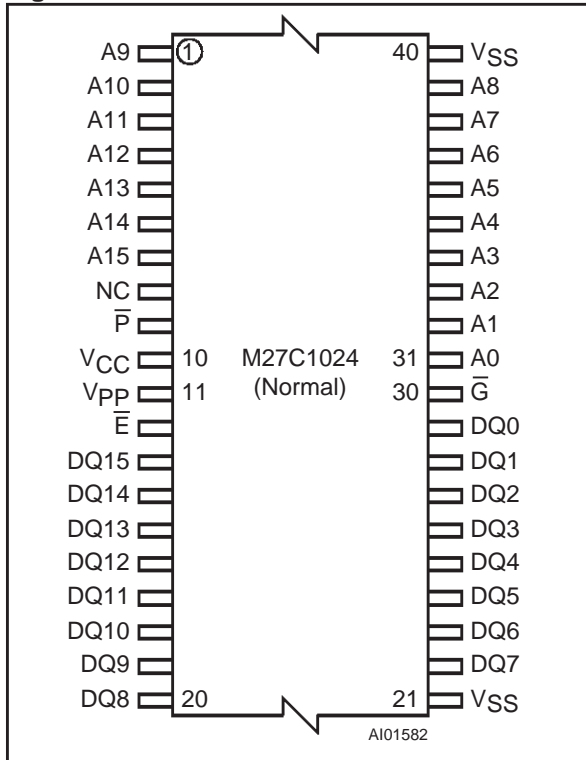 A9 1 40 VSS
A10 A8
A11 A7
A12 A6
A13 A5
A14 A4
A15 A3
NC A2
P̅ A1
VCC 10 M27C1024 31 A0
VPP 11 (Normal) 30 G̅
E̅ DQ0
DQ15 DQ1
DQ14 DQ2
DQ13 DQ3
DQ12 DQ4
DQ11 DQ5
DQ10 DQ6
DQ9 DQ7
DQ8 20 21 VSS
AI01582